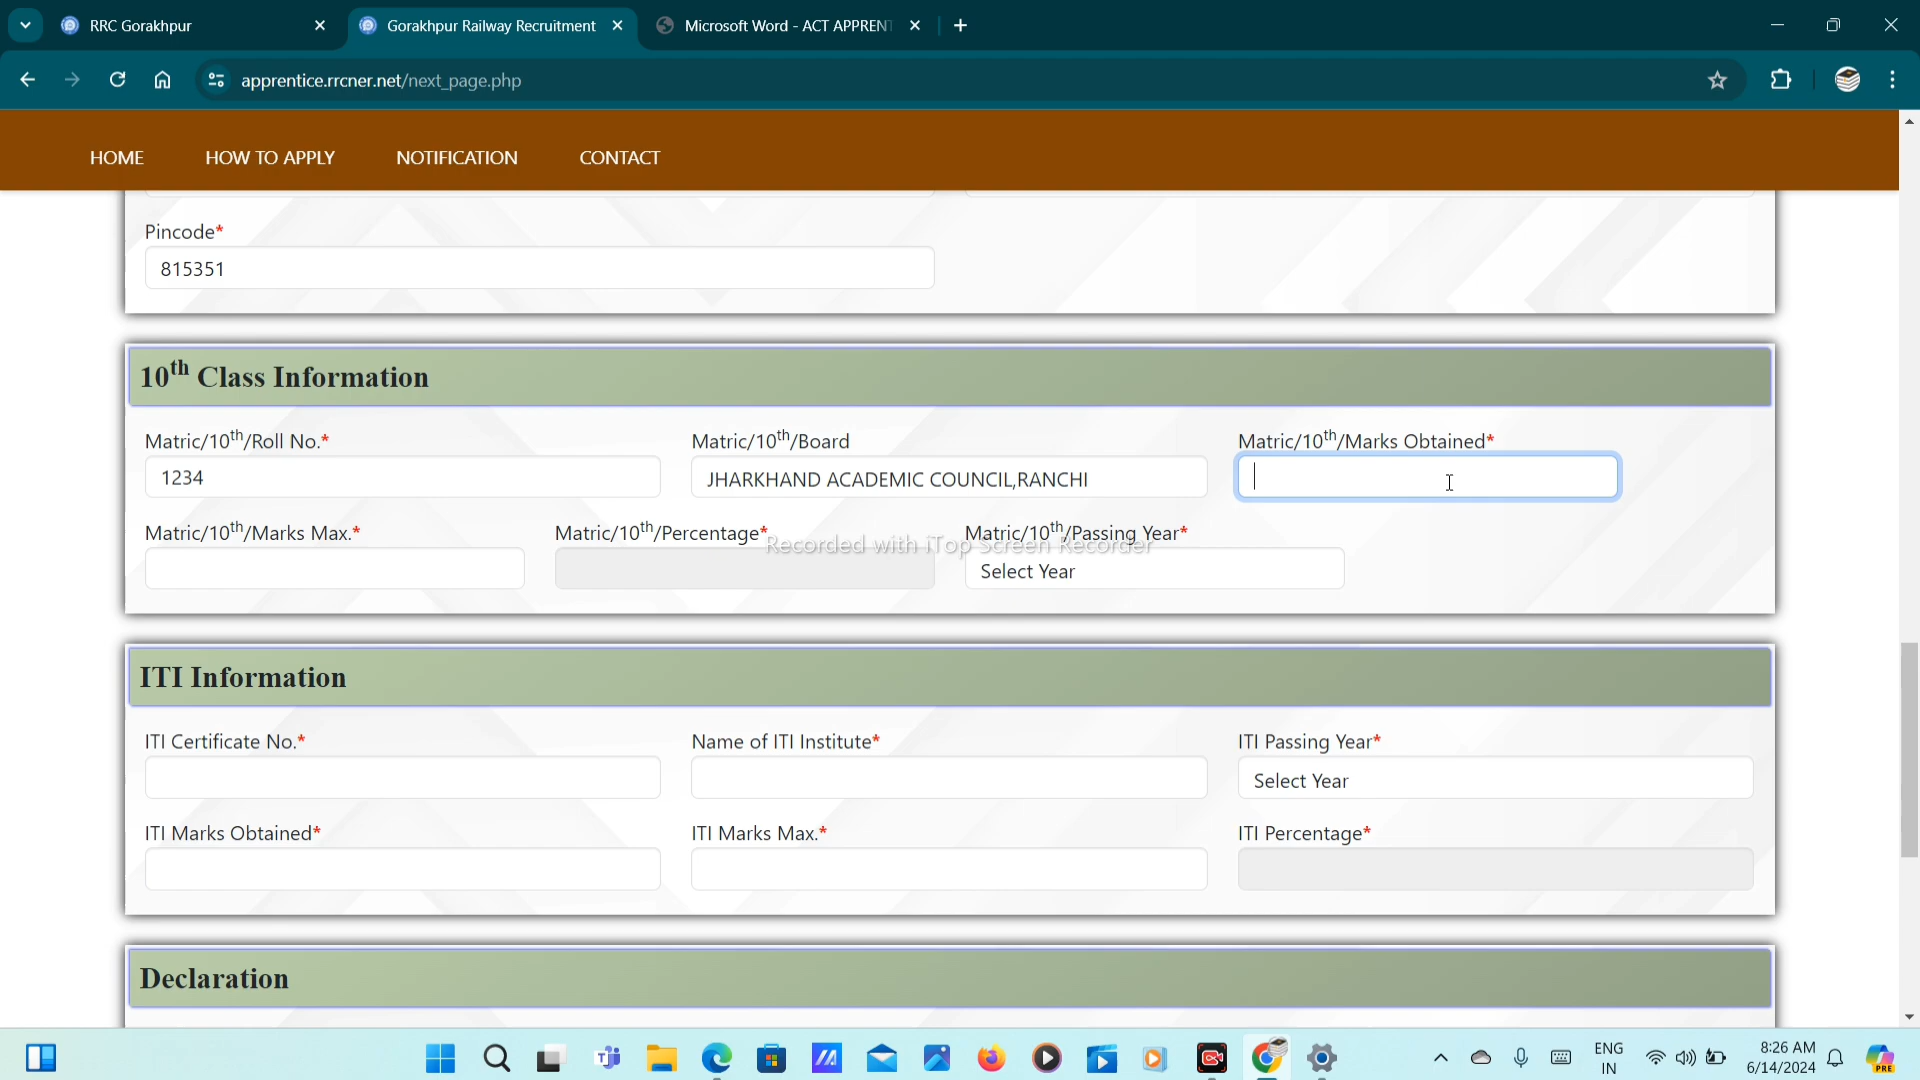 RRC Gorakhpur
Gorakhpur Railway Recruitment
Microsoft Word - ACT APPREN
apprentice.rrcner.net/next_page.php
HOME HOW TO APPLY NOTIFICATION CONTACT
Pincode*
815351
10th Class Information
Matric/10th/Roll No.* Matric/10th/Board Matric/10th/Marks Obtained*
1234 JHARKHAND ACADEMIC COUNCIL,RANCHI
Matric/10th/Marks Max.* Matric/10th/Percentage* Matric/10th/Passing Year*
Recorded with iTop Screen Recorder
Select Year
ITI Information
ITI Certificate No.* Name of ITI Institute* ITI Passing Year*
Select Year
ITI Marks Obtained* ITI Marks Max.* ITI Percentage*
Declaration
ENG 8:26 AM
IN 6/14/2024
PRE